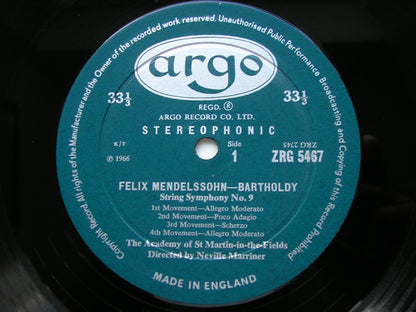 argo
REGD. ®
ARGO RECORD CO. LTD.
33⅓
33⅓
STEREOPHONIC
K/T
℗ 1966
Side
1
ZRG 2745
ZRG 5467
FELIX MENDELSSOHN—BARTHOLDY
String Symphony No. 9
1st Movement—Allegro Moderato
2nd Movement—Poco Adagio
3rd Movement—Scherzo
4th Movement—Allegro Moderato
The Academy of St Martin-in-the-Fields
Directed by Neville Marriner
MADE IN ENGLAND
Copyright Record All rights of the Manufacturer and the Owner of the recorded work reserved. Unauthorised Public Performance Broadcasting and Copying of this Record Prohibited